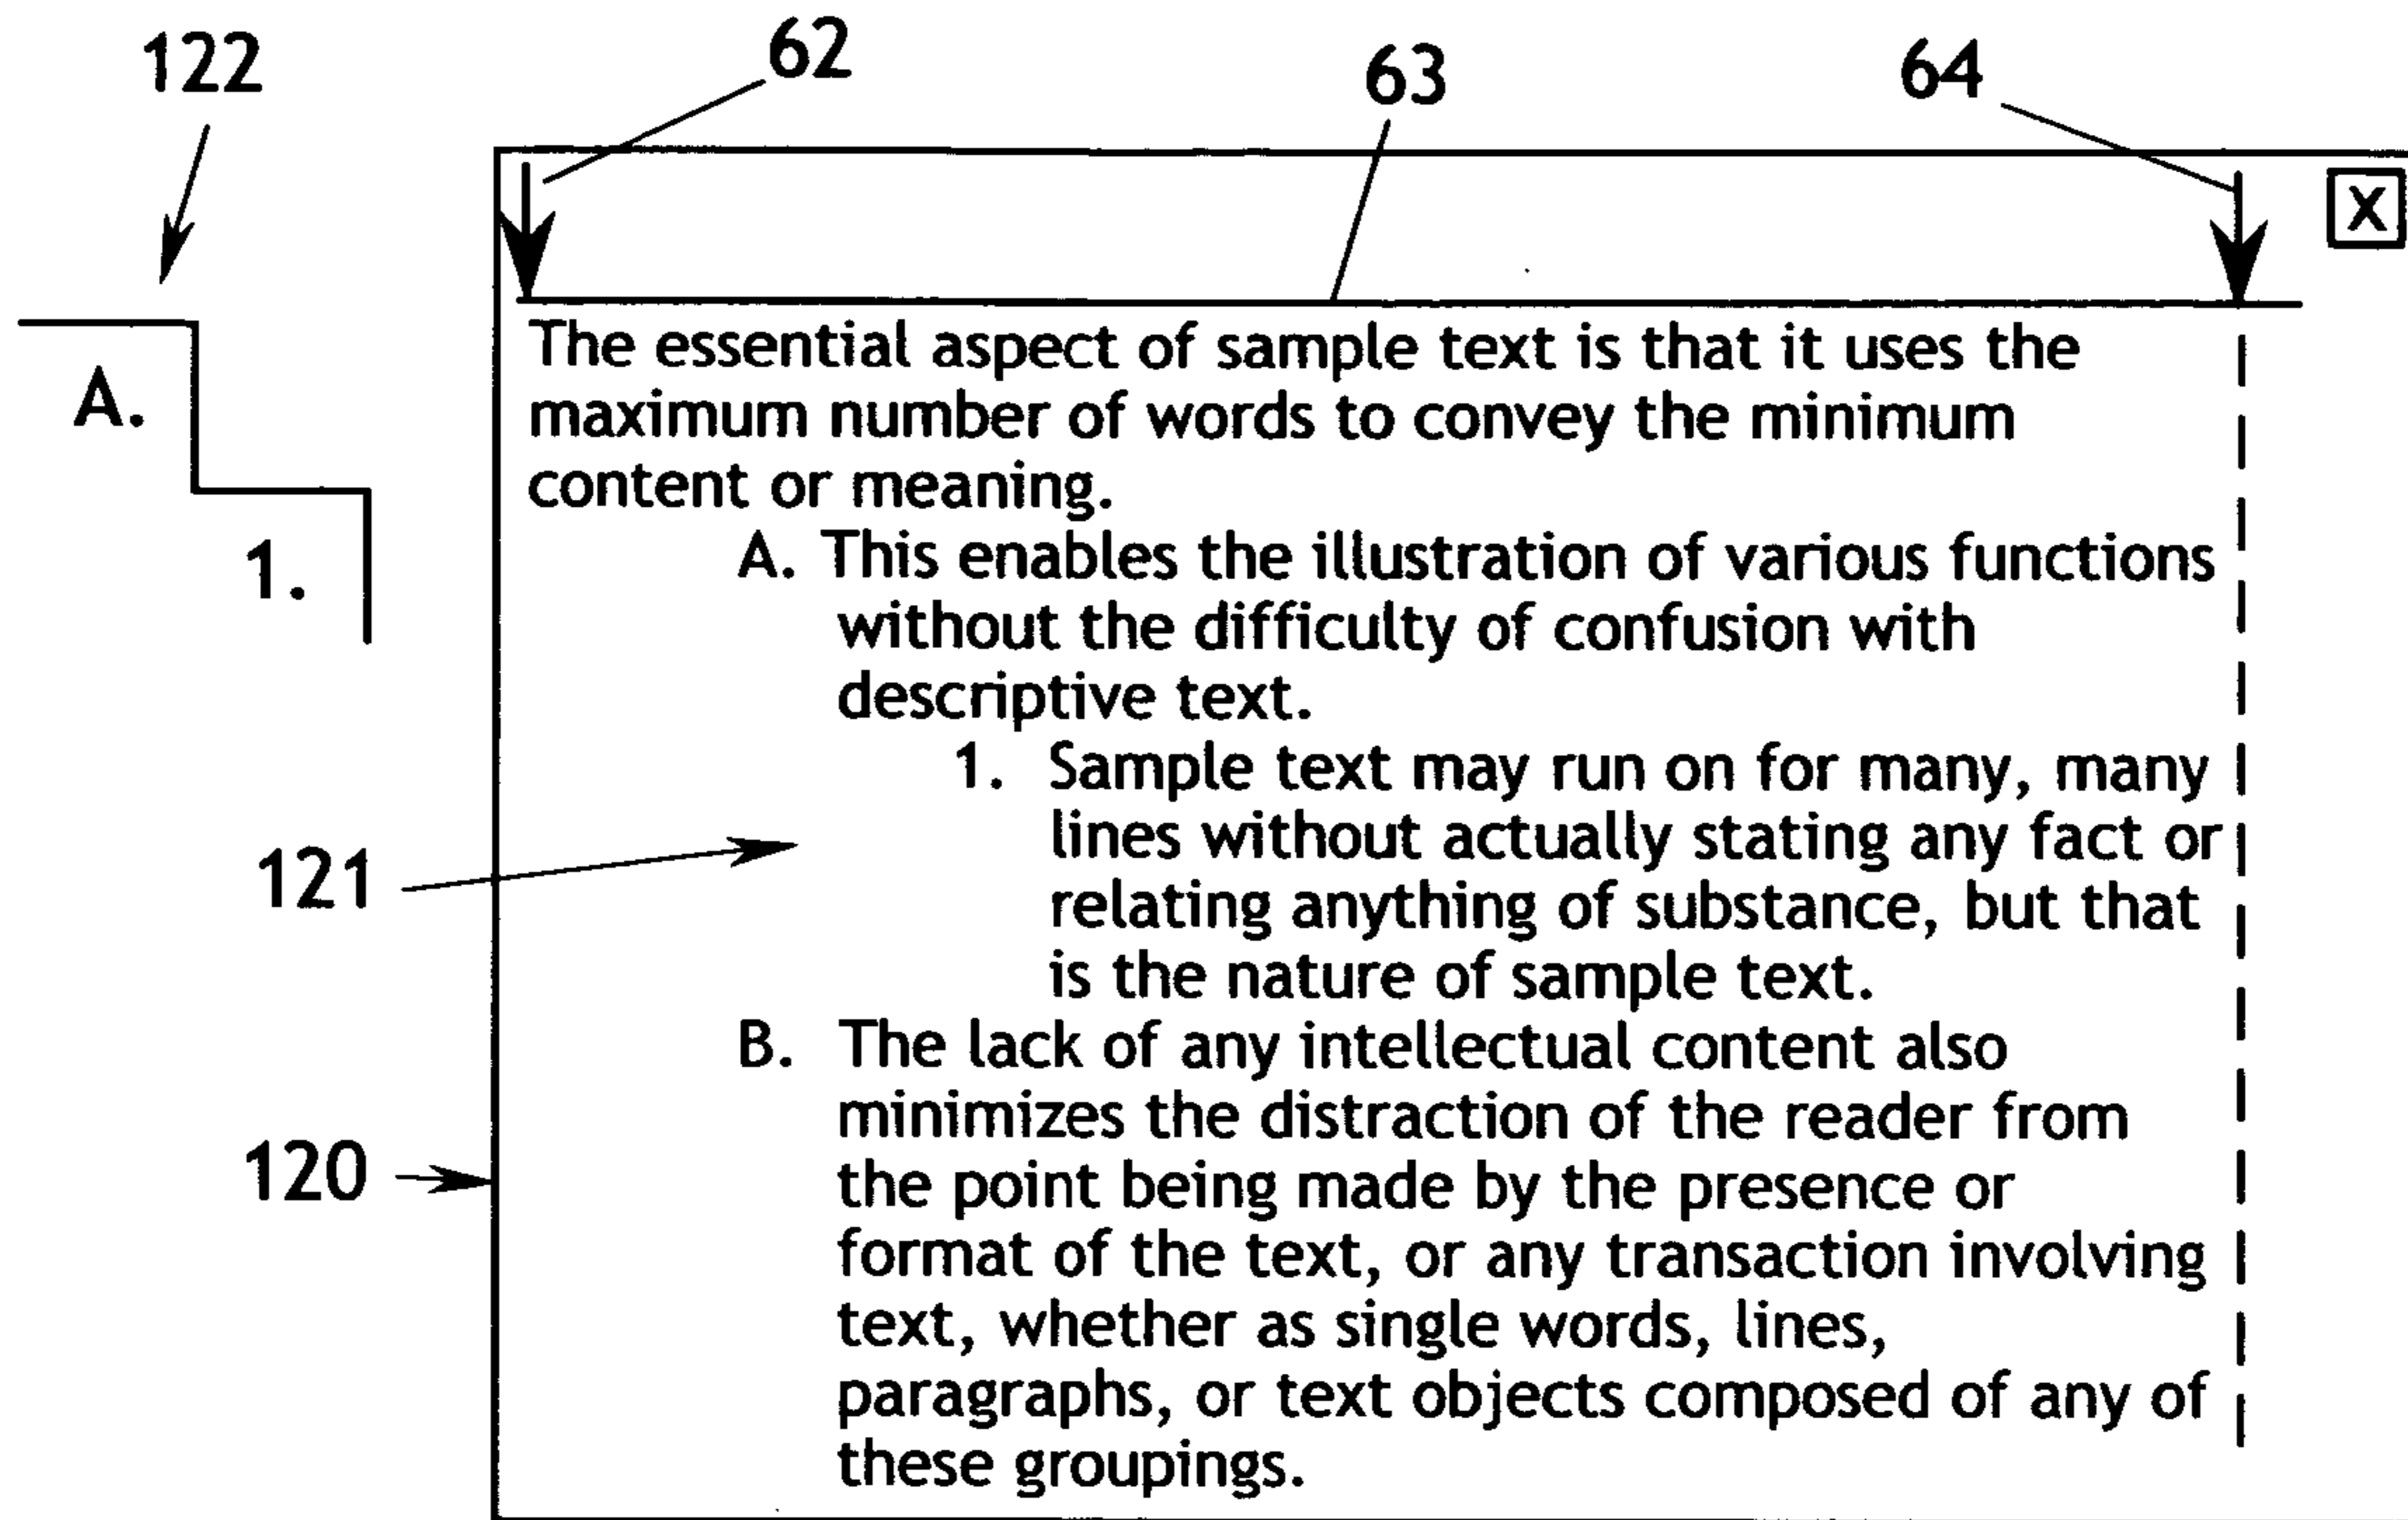 122
62
63
64
X
The essential aspect of sample text is that it uses the
maximum number of words to convey the minimum
content or meaning.
A. This enables the illustration of various functions
without the difficulty of confusion with
descriptive text.
1. Sample text may run on for many, many
lines without actually stating any fact or
relating anything of substance, but that
is the nature of sample text.
B. The lack of any intellectual content also
minimizes the distraction of the reader from
the point being made by the presence or
format of the text, or any transaction involving
text, whether as single words, lines,
paragraphs, or text objects composed of any of
these groupings.
A.
1.
121
120